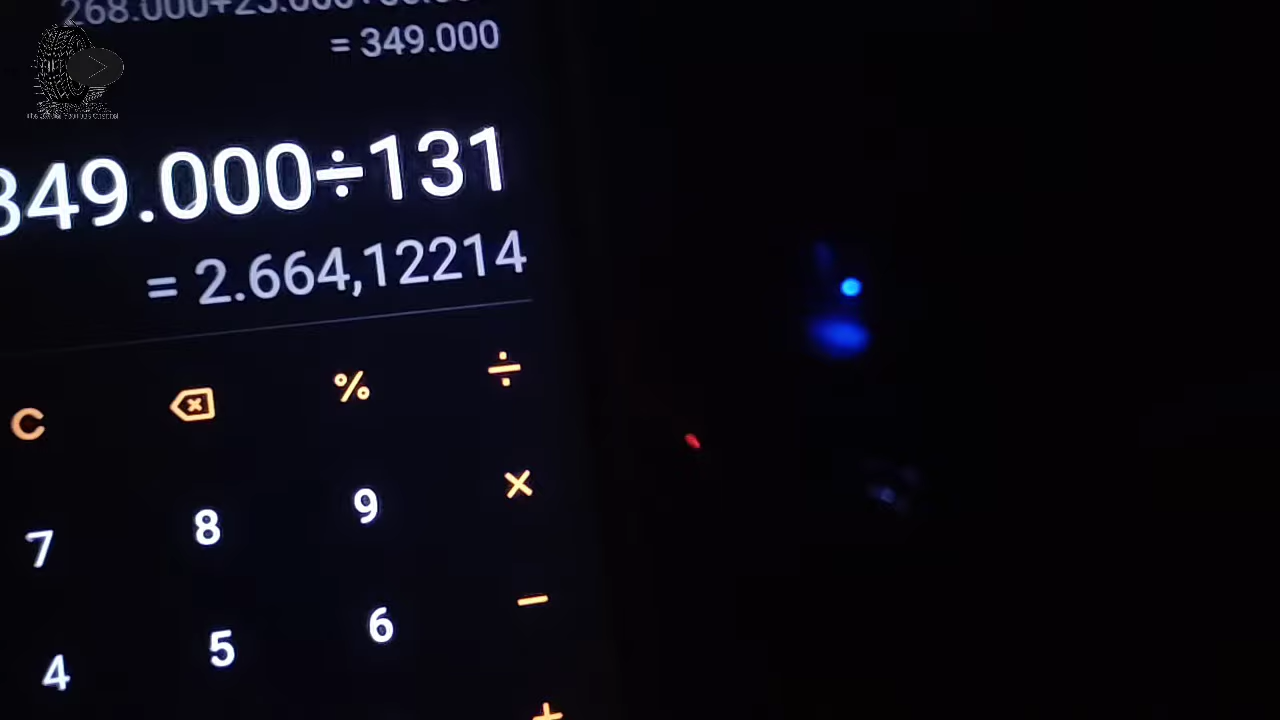 = 349.000
349.000÷131
= 2.664,12214
C % ÷
7 8 9 ×
4 5 6 −
+